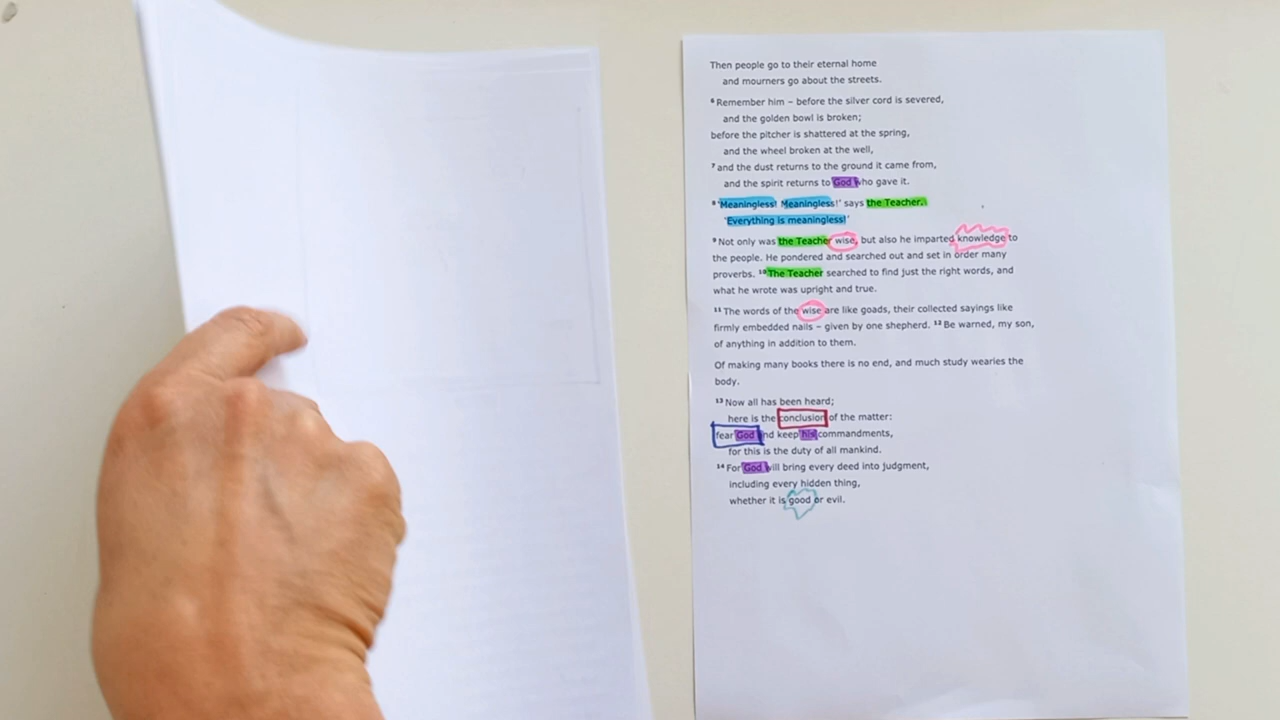 Then people go to their eternal home
and mourners go about the streets.
6 Remember him – before the silver cord is severed,
and the golden bowl is broken;
before the pitcher is shattered at the spring,
and the wheel broken at the well,
7 and the dust returns to the ground it came from,
and the spirit returns to God who gave it.
8 'Meaningless! Meaningless!' says the Teacher.
'Everything is meaningless!'
9 Not only was the Teacher wise, but also he imparted knowledge to
the people. He pondered and searched out and set in order many
proverbs. 10 The Teacher searched to find just the right words, and
what he wrote was upright and true.
11 The words of the wise are like goads, their collected sayings like
firmly embedded nails – given by one shepherd. 12 Be warned, my son,
of anything in addition to them.
Of making many books there is no end, and much study wearies the
body.
13 Now all has been heard;
here is the conclusion of the matter:
fear God and keep his commandments,
for this is the duty of all mankind.
14 For God will bring every deed into judgment,
including every hidden thing,
whether it is good or evil.